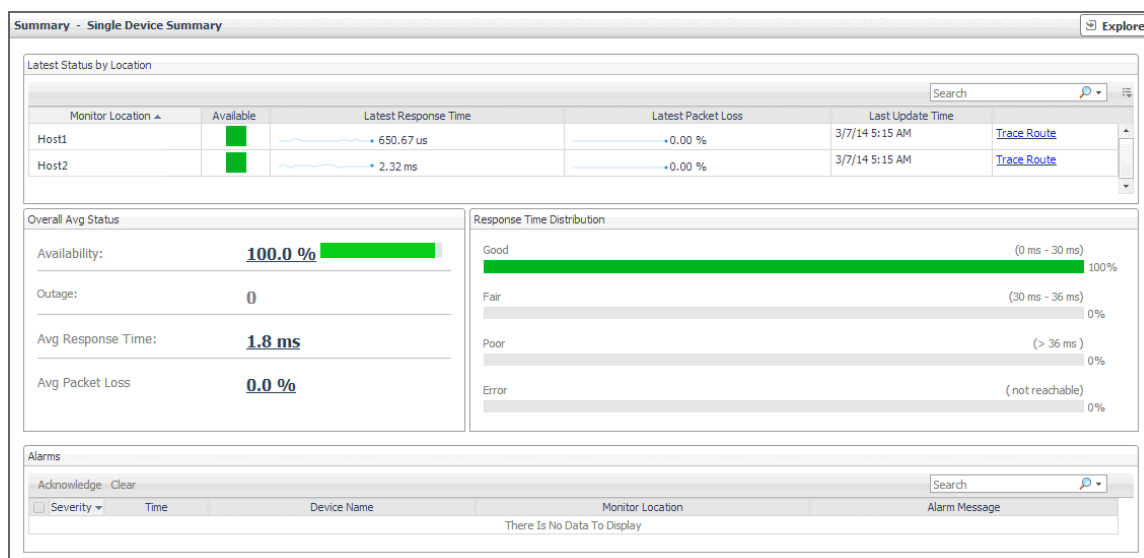 Summary - Single Device Summary Explore
Latest Status by Location
Search
Monitor Location Available Latest Response Time Latest Packet Loss Last Update Time
Host1 650.67 us 0.00 % 3/7/14 5:15 AM Trace Route
Host2 2.32 ms 0.00 % 3/7/14 5:15 AM Trace Route
Overall Avg Status
Availability: 100.0 %
Outage: 0
Avg Response Time: 1.8 ms
Avg Packet Loss 0.0 %
Response Time Distribution
Good (0 ms - 30 ms)
100%
Fair (30 ms - 36 ms)
0%
Poor (> 36 ms )
0%
Error ( not reachable)
0%
Alarms
Acknowledge Clear Search
Severity Time Device Name Monitor Location Alarm Message
There Is No Data To Display